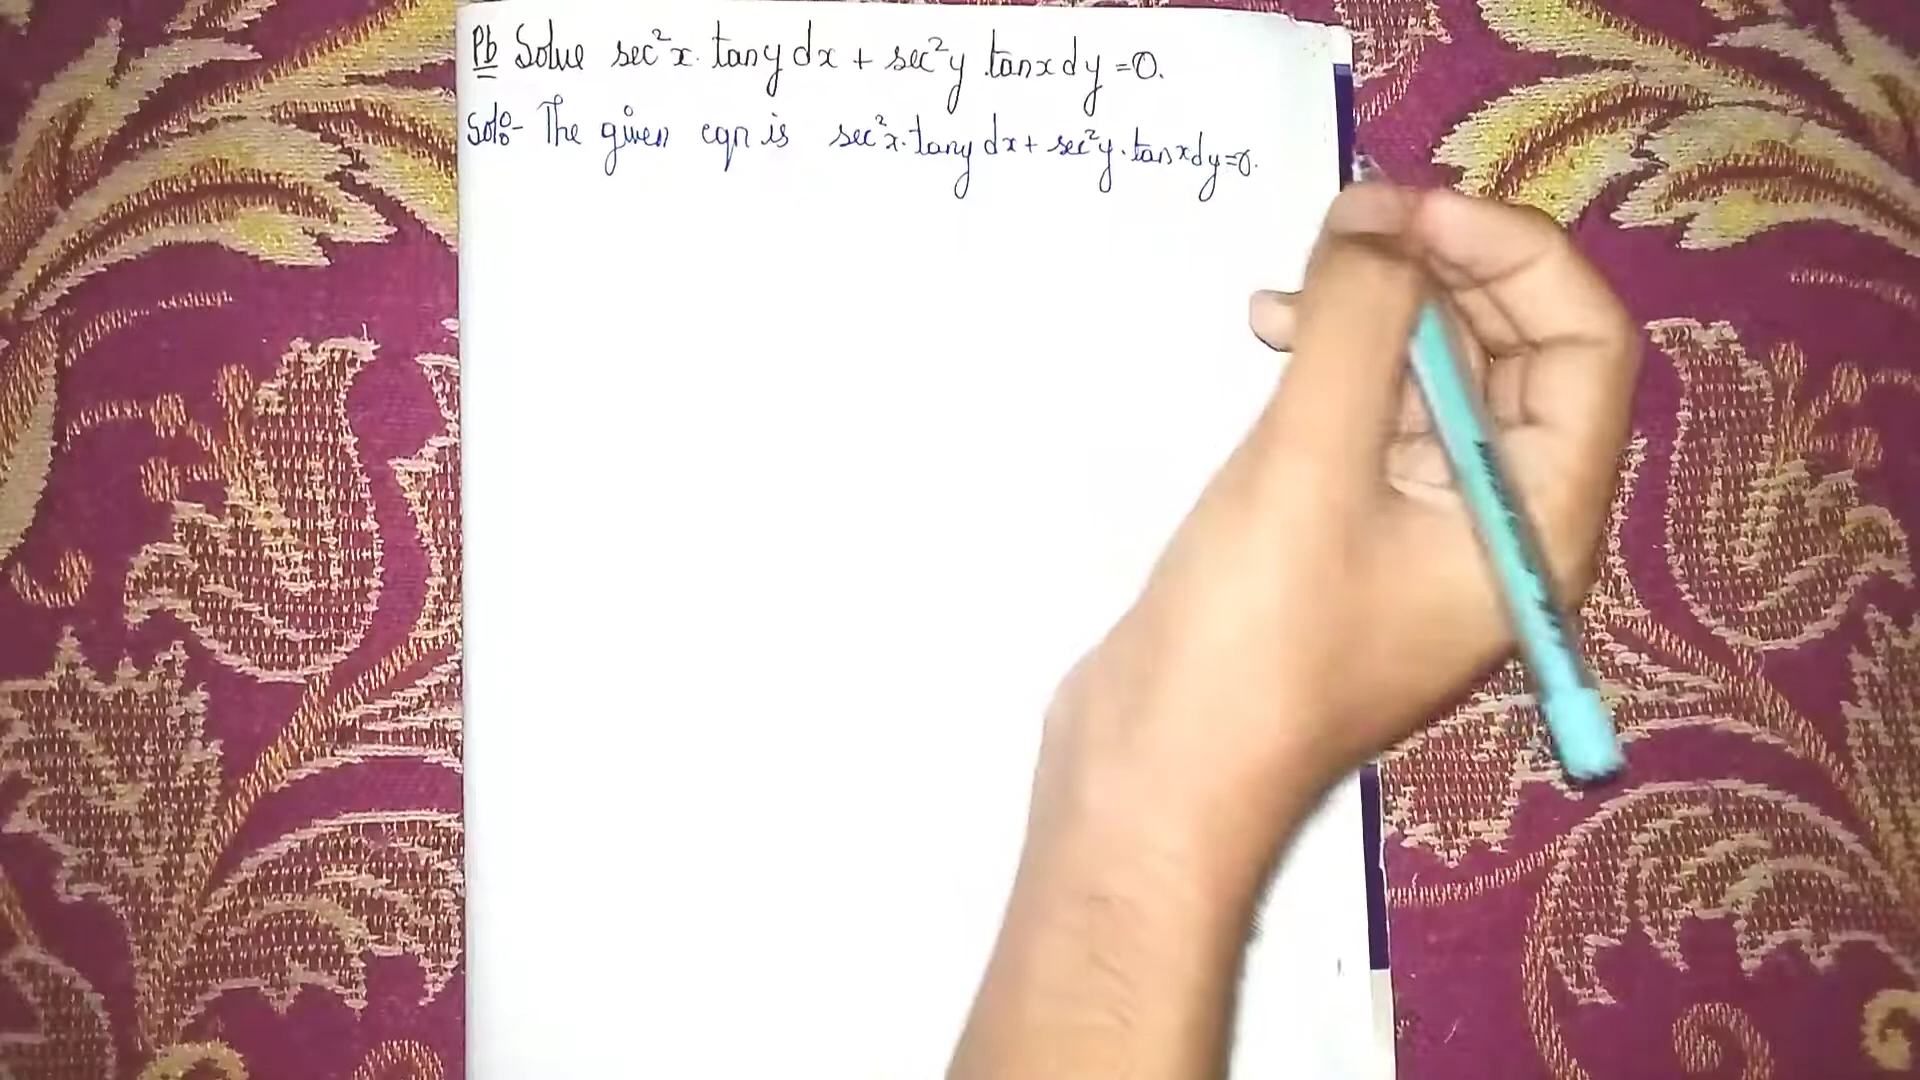 Pb Solve sec²x. tany dx + sec²y .tanx dy =0.
Sol:- The given eqn is sec²x. tany dx + sec²y. tanx dy=0.